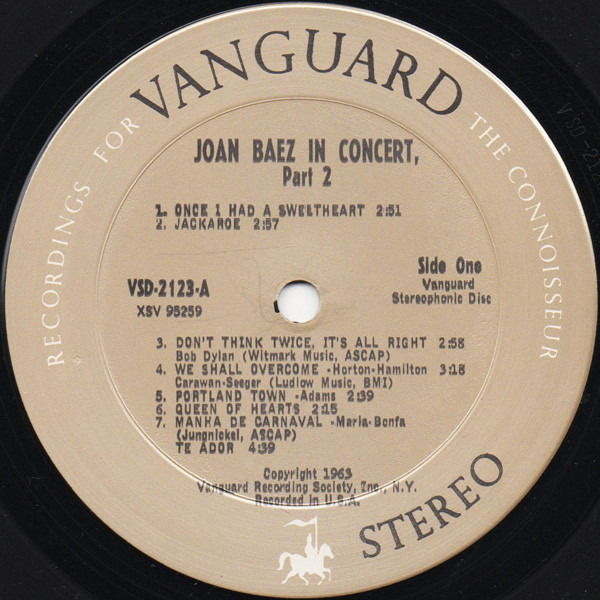 VANGUARD
RECORDINGS FOR THE CONNOISSEUR
JOAN BAEZ IN CONCERT,
Part 2
1. ONCE I HAD A SWEETHEART 2:51
2. JACKAROE 2:57
VSD-2123-A
XSV 95259
Side One
Vanguard
Stereophonic Disc
3. DON'T THINK TWICE, IT'S ALL RIGHT 2:58
Bob Dylan (Witmark Music, ASCAP)
4. WE SHALL OVERCOME -Horton-Hamilton 3:18
Carawan-Seeger (Ludlow Music, BMI)
5. PORTLAND TOWN -Adams 2:39
6. QUEEN OF HEARTS 2:15
7. MANHA DE CARNAVAL -Maria-Bonfa
(Jungnickel, ASCAP)
TE ADOR 4:39
Copyright 1963
Vanguard Recording Society, Inc., N.Y.
Recorded in U.S.A.
STEREO